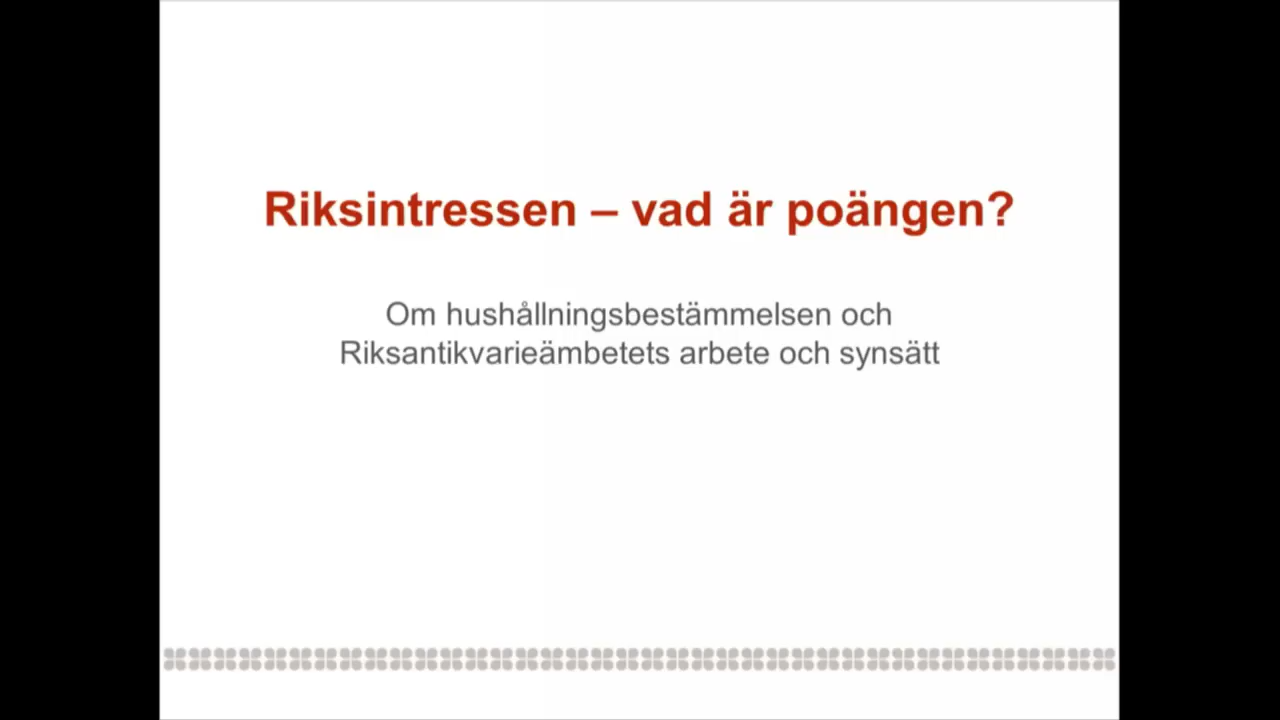 Riksintressen – vad är poängen?
Om hushållningsbestämmelsen och
Riksantikvarieämbetets arbete och synsätt